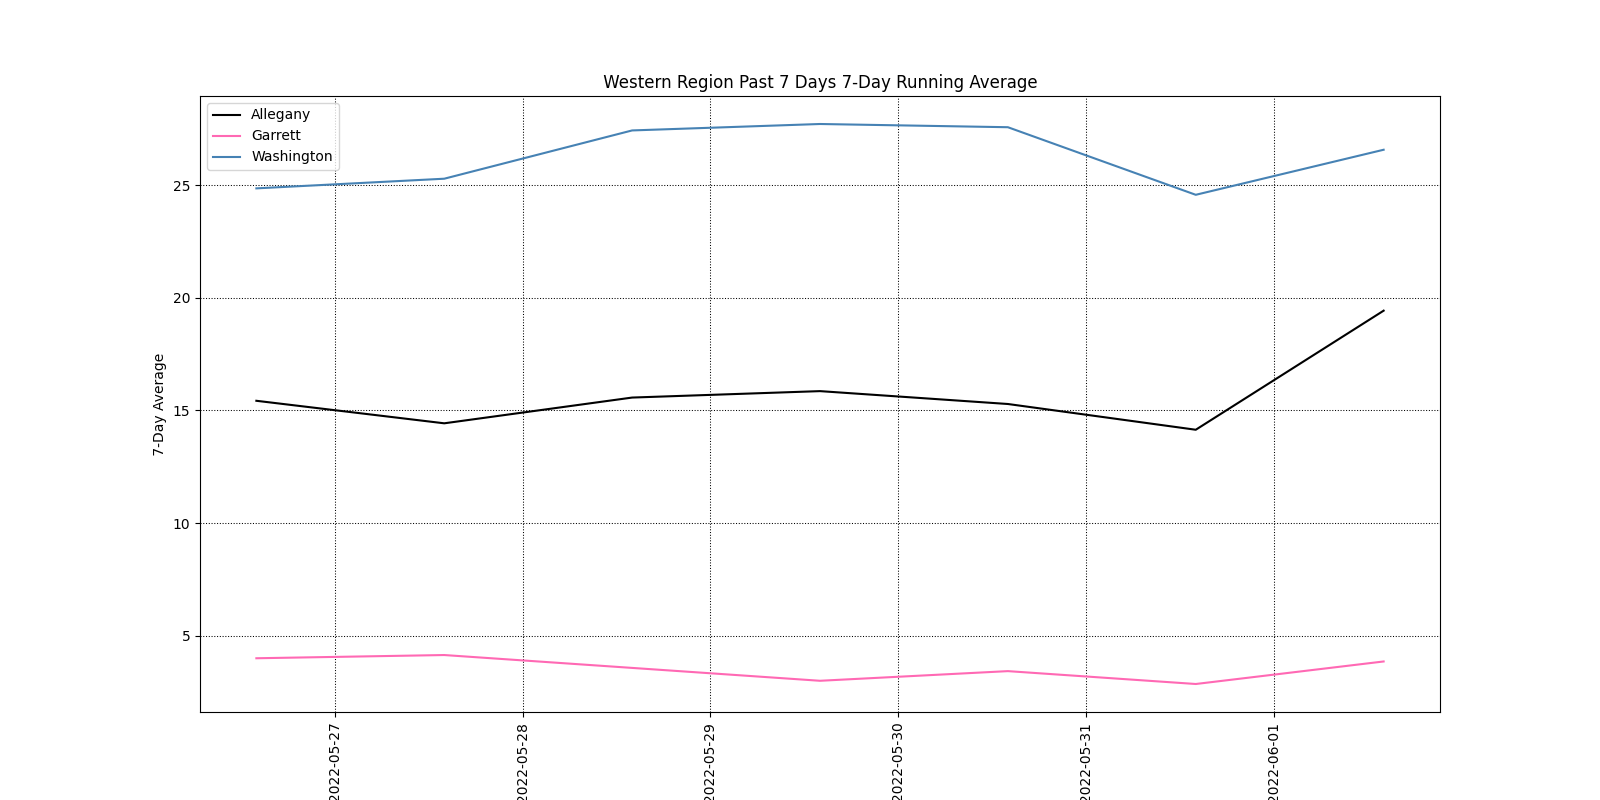 Western Region Past 7 Days 7-Day Running Average
Allegany
Garrett
Washington
25
20
15
10
5
7-Day Average
2022-05-27
2022-05-28
2022-05-29
2022-05-30
2022-05-31
2022-06-01